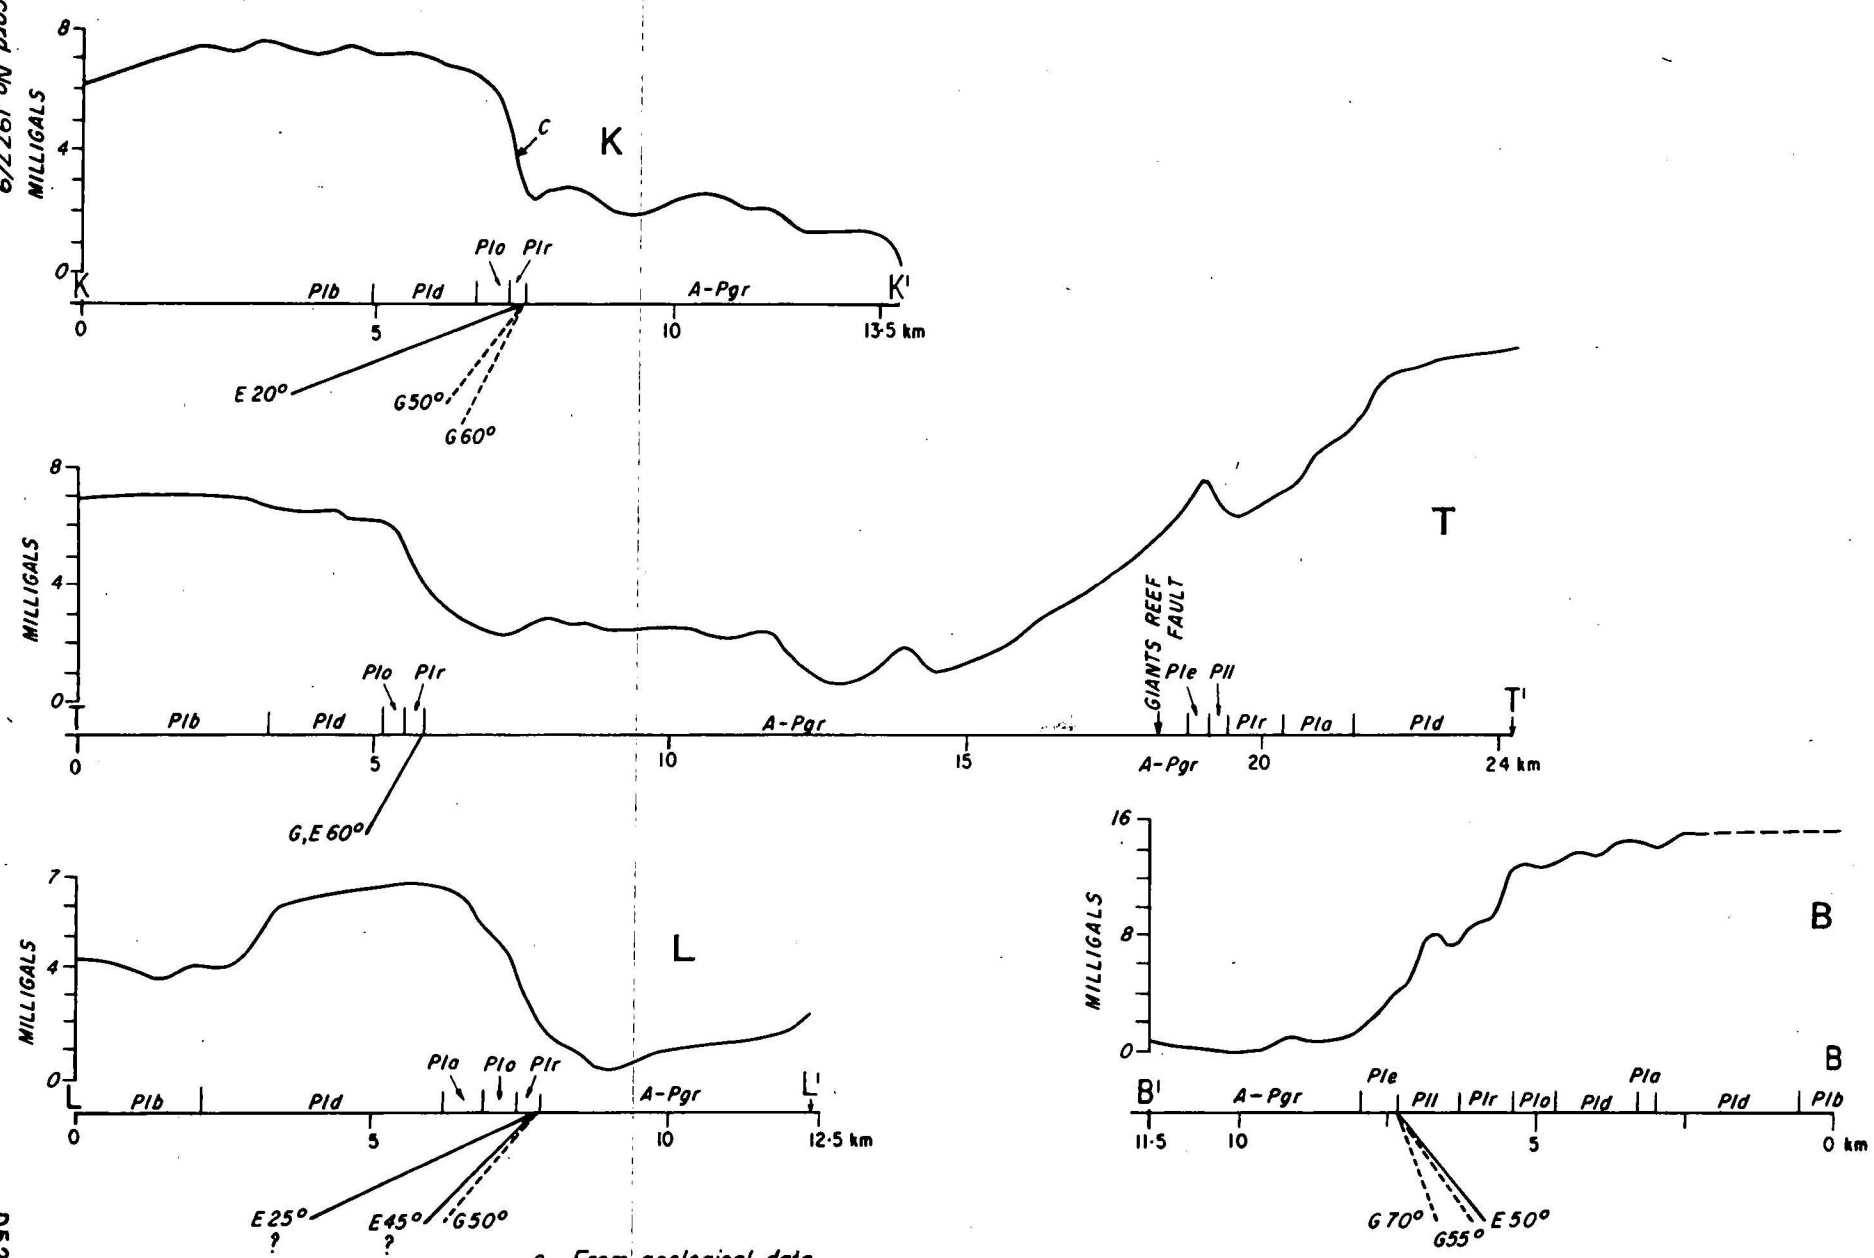 8
4
0
MILLIGALS
C
K
Plo
Plr
K
Plb
Pld
A-Pgr
K'
0
5
10
13·5 km
E 20°
G50°
G60°
8
4
0
MILLIGALS
T
GIANTS REEF
FAULT
Plo
Plr
Ple
Pll
T
Plb
Pld
A-Pgr
Plr
Pla
Pld
T'
0
5
10
15
A-Pgr
20
24 km
G,E 60°
7
4
0
MILLIGALS
L
Pla
Plo
Plr
L
Plb
Pld
A-Pgr
L'
0
5
10
12·5 km
E 25°
?
E 45°
?
G50°
16
8
0
MILLIGALS
B
B
Ple
Pla
B'
A-Pgr
Pll
Plr
Plo
Pld
Pld
Plb
11·5
10
5
0 km
G 70°
G55°
E 50°